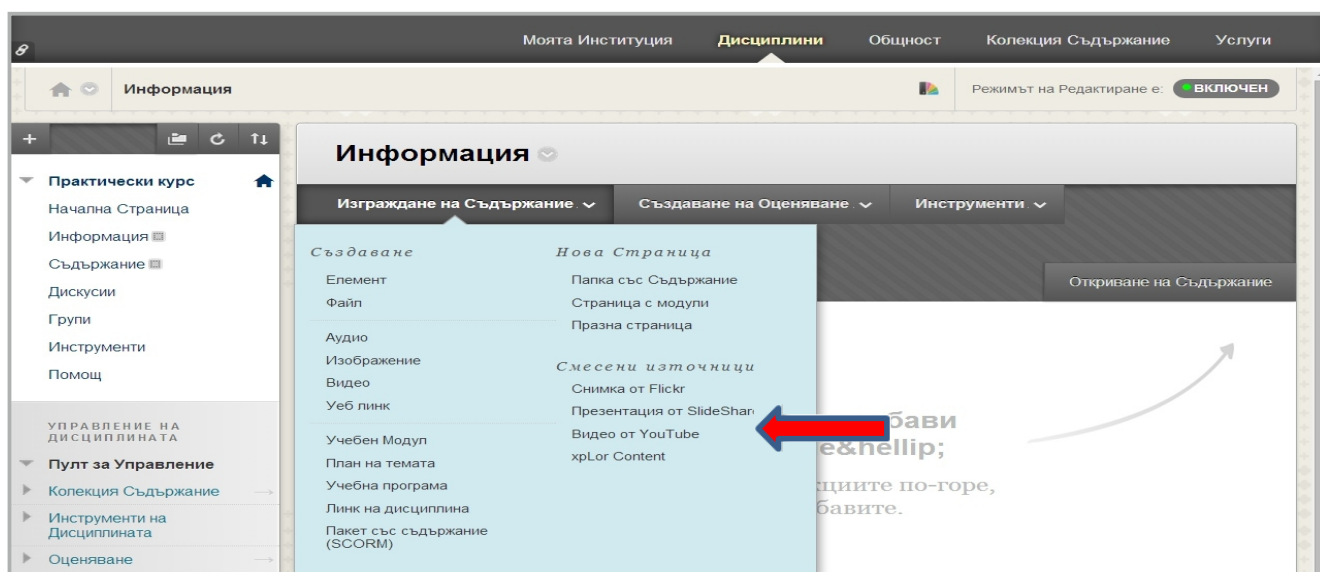 Моята Институция Дисциплини Общност Колекция Съдържание Услуги
Информация Режимът на Редактиране е: ВКЛЮЧЕН
Практически курс
Начална Страница
Информация
Съдържание
Дискусии
Групи
Инструменти
Помощ
УПРАВЛЕНИЕ НА
ДИСЦИПЛИНАТА
Пулт за Управление
Колекция Съдържание
Инструменти на
Дисциплината
Оценяване
Информация
Изграждане на Съдържание Създаване на Оценяване Инструменти
Откриване на Съдържание
Създаване
Елемент
Файл
Аудио
Изображение
Видео
Уеб линк
Учебен Модул
План на темата
Учебна програма
Линк на дисциплина
Пакет със съдържание
(SCORM)
Нова Страница
Папка със Съдържание
Страница с модули
Празна страница
Смесени източници
Снимка от Flickr
Презентация от SlideShar
Видео от YouTube
xpLor Content
бави
е&hellip;
циите по-горе,
бавите.